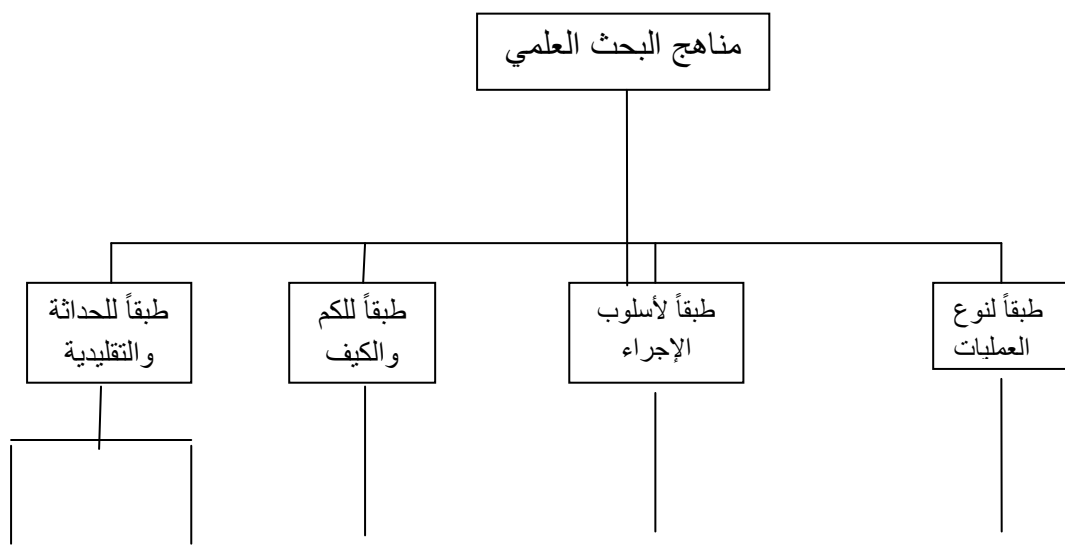 مناهج البحث العلمي
طبقاً لنوع
العمليات
طبقاً لأسلوب
الإجراء
طبقاً للكم
والكيف
طبقاً للحداثة
والتقليدية